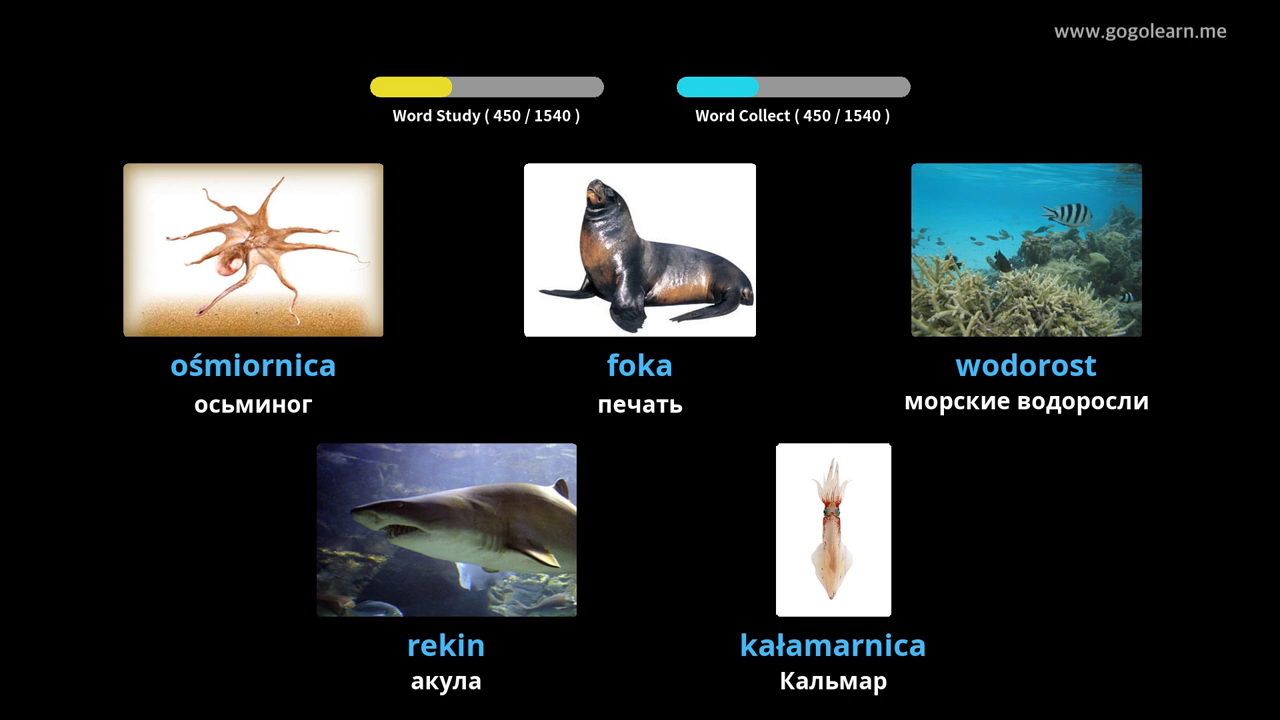 www.gogolearn.me
Word Study ( 450 / 1540 )
Word Collect ( 450 / 1540 )
ośmiornica
foka
wodorost
осьминог
печать
морские водоросли
rekin
kałamarnica
акула
Кальмар